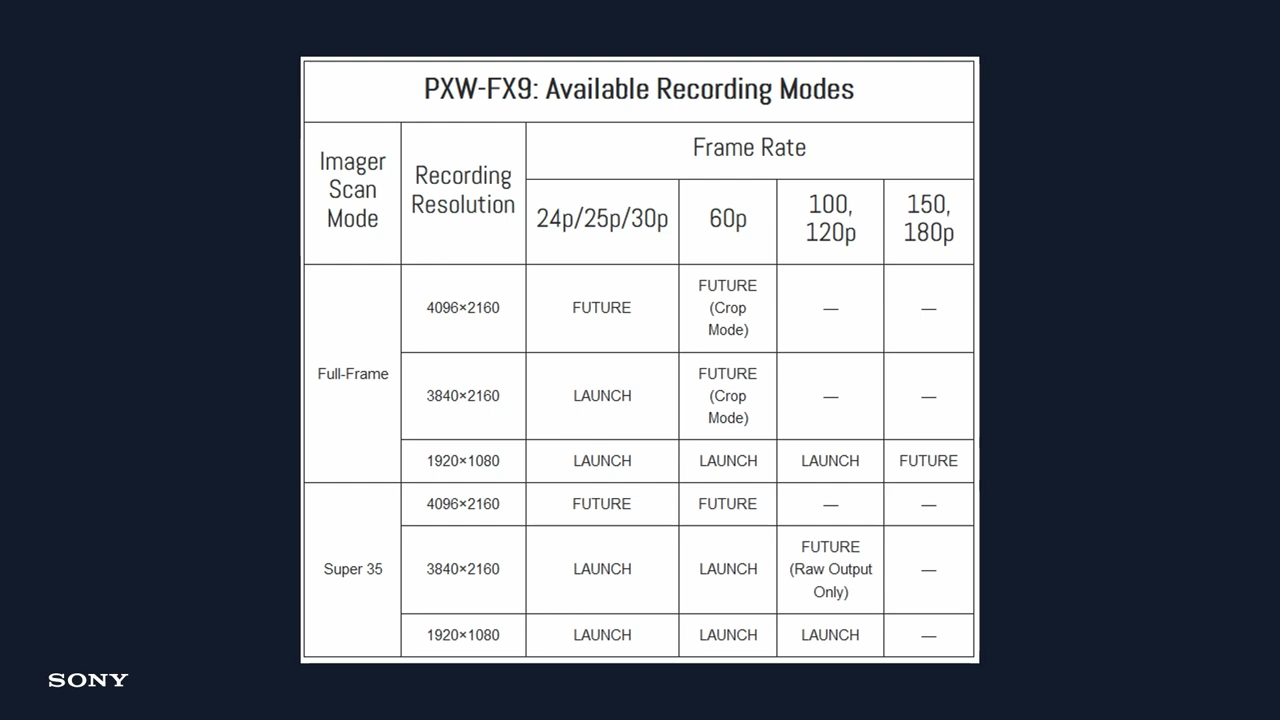 PXW-FX9: Available Recording Modes
Imager
Scan
Mode
Recording
Resolution
Frame Rate
24p/25p/30p
60p
100,
120p
150,
180p
Full-Frame
4096×2160
FUTURE
FUTURE
(Crop
Mode)
—
—
3840×2160
LAUNCH
FUTURE
(Crop
Mode)
—
—
1920×1080
LAUNCH
LAUNCH
LAUNCH
FUTURE
Super 35
4096×2160
FUTURE
FUTURE
—
—
3840×2160
LAUNCH
LAUNCH
FUTURE
(Raw Output
Only)
—
1920×1080
LAUNCH
LAUNCH
LAUNCH
—
SONY